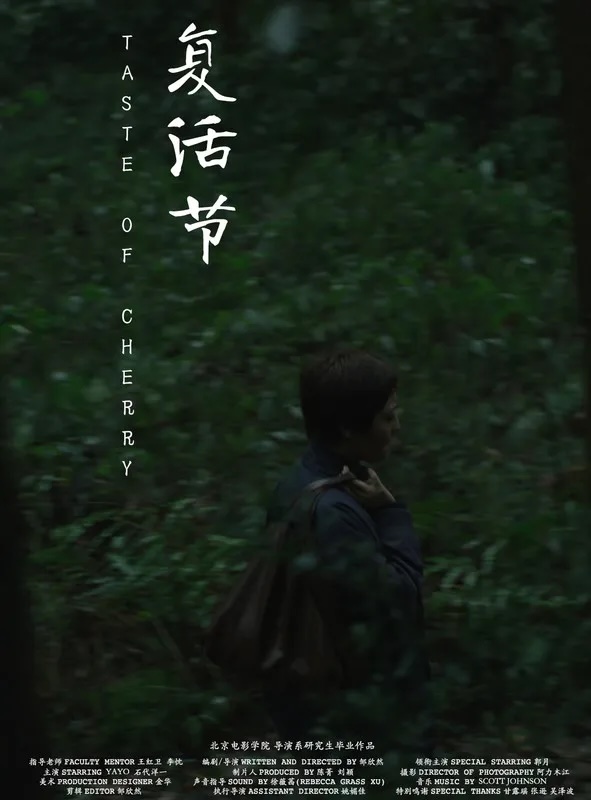 复活节
TASTE OF CHERRY
北京电影学院 导演系研究生毕业作品
指导老师 FACULTY MENTOR 王红卫 李忱
编剧/导演 WRITTEN AND DIRECTED BY 邹欣然
领衔主演 SPECIAL STARRING 郭月
主演 STARRING YAYO 石代洋一
制片人 PRODUCED BY 陈菁 刘颖
摄影 DIRECTOR OF PHOTOGRAPHY 阿力木江
美术 PRODUCTION DESIGNER 金华
声音指导 SOUND BY 徐薇茜(REBECCA GRASS XU)
音乐 MUSIC BY SCOTT JOHNSON
剪辑 EDITOR 邹欣然
执行导演 ASSISTANT DIRECTOR 姚媚佳
特别鸣谢 SPECIAL THANKS 甘露瑶 张逊 吴泽波